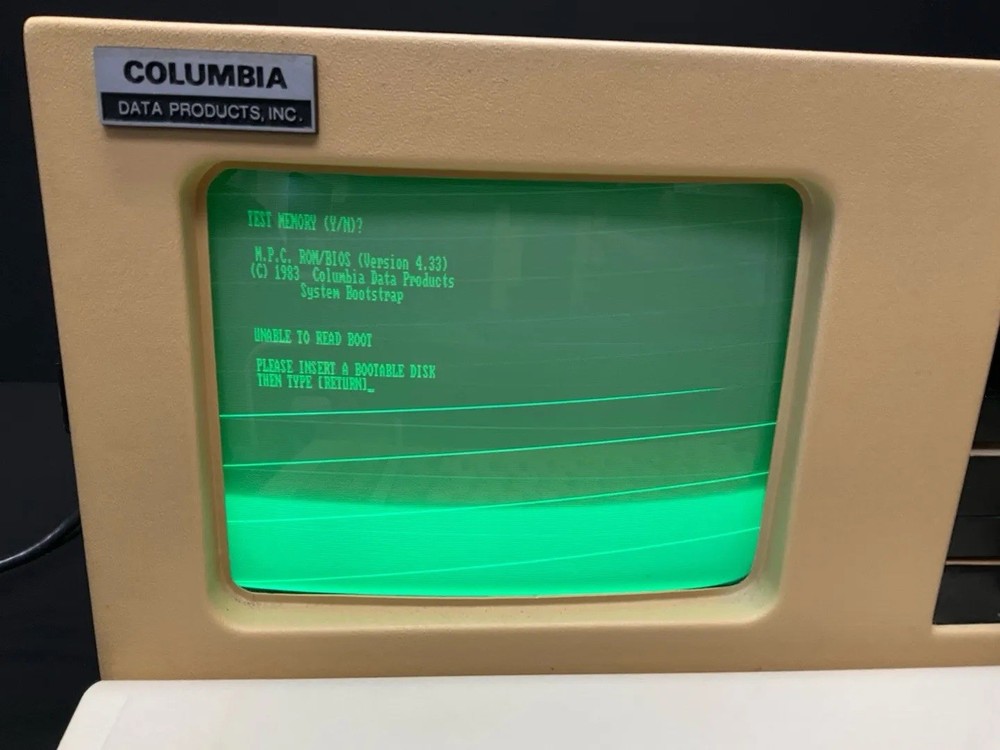 COLUMBIA
DATA PRODUCTS, INC.
TEST MEMORY (Y/N)?
M.P.C. ROM/BIOS (Version 4.33)
(C) 1983 Columbia Data Products
System Bootstrap
UNABLE TO READ BOOT
PLEASE INSERT A BOOTABLE DISK
THEN TYPE [RETURN]_